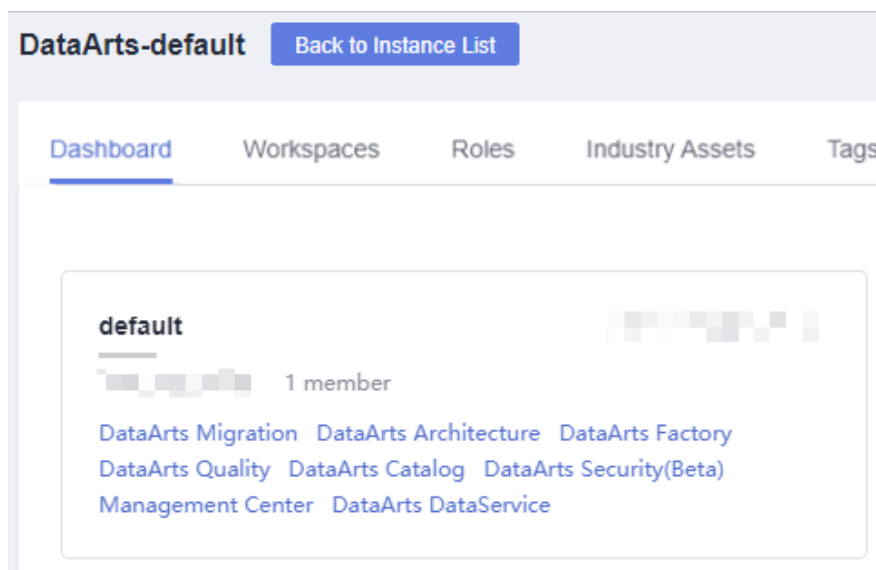 DataArts-default Back to Instance List
Dashboard Workspaces Roles Industry Assets Tags
default
1 member
DataArts Migration DataArts Architecture DataArts Factory
DataArts Quality DataArts Catalog DataArts Security(Beta)
Management Center DataArts DataService